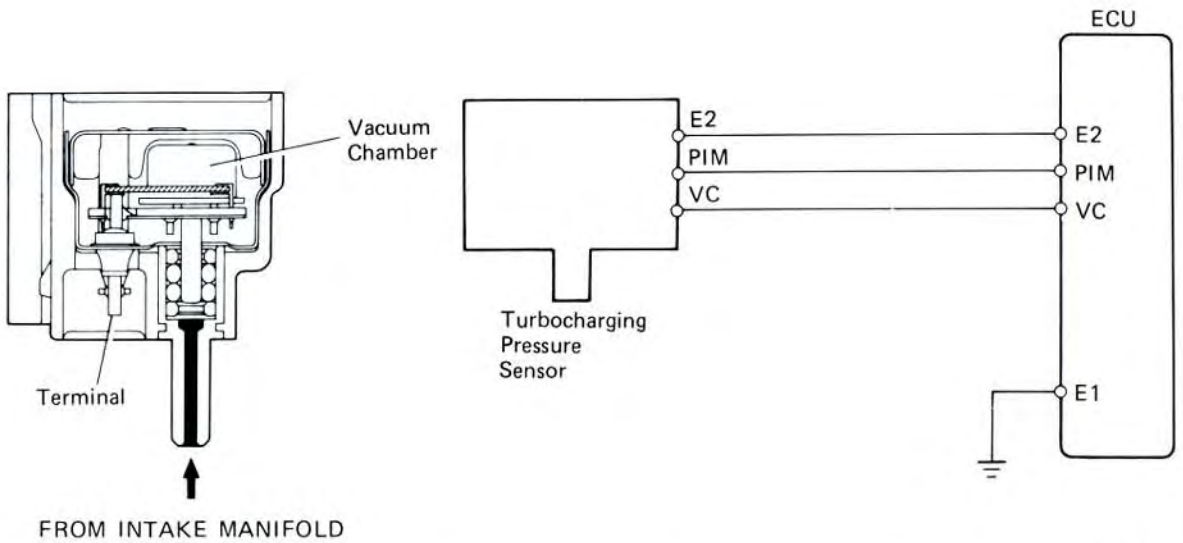 ECU
Vacuum
Chamber
E2
PIM
VC
E2
PIM
VC
Turbocharging
Pressure
Sensor
Terminal
E1
FROM INTAKE MANIFOLD